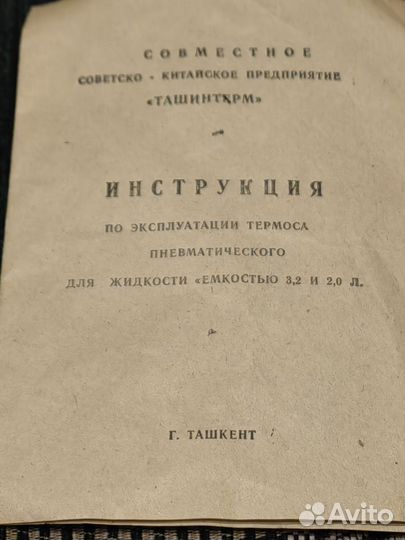 СОВМЕСТНОЕ
СОВЕТСКО - КИТАЙСКОЕ ПРЕДПРИЯТИЕ
«ТАШИНТЕРМ»
ИНСТРУКЦИЯ
ПО ЭКСПЛУАТАЦИИ ТЕРМОСА
ПНЕВМАТИЧЕСКОГО
ДЛЯ ЖИДКОСТИ «ЕМКОСТЬЮ 3,2 И 2,0 Л.
Г. ТАШКЕНТ
Avito